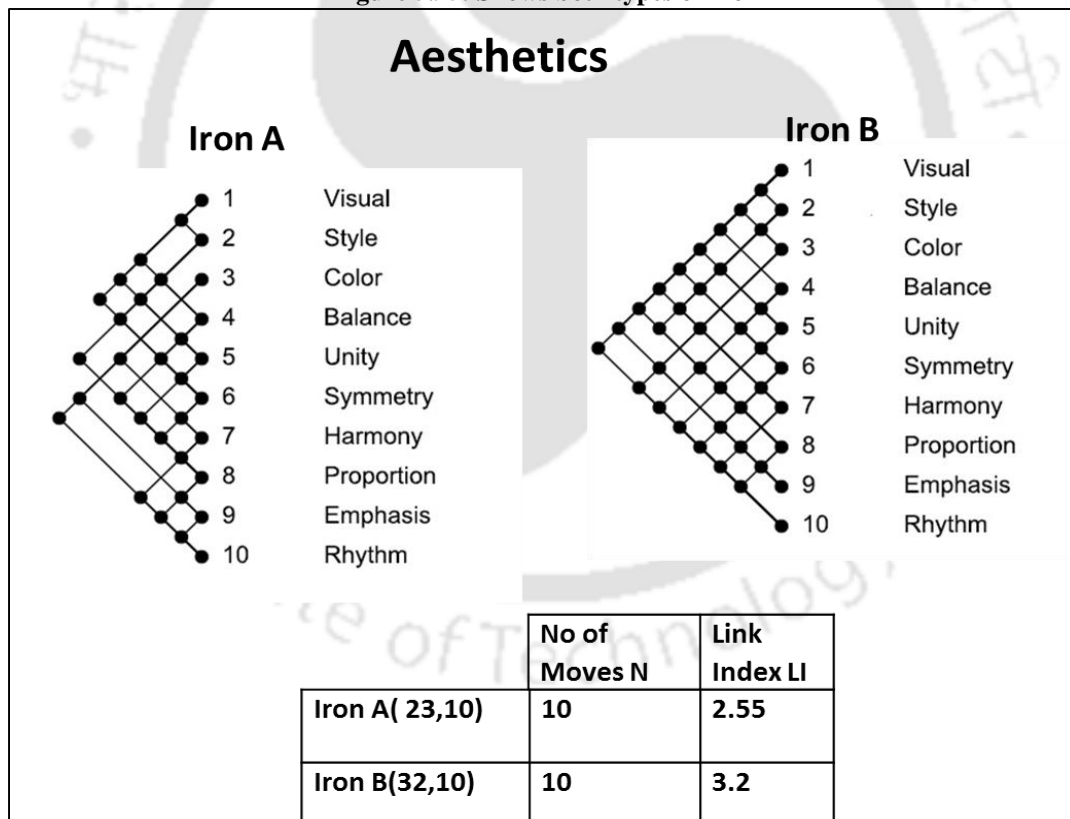 Aesthetics
Iron A
1 Visual
2 Style
3 Color
4 Balance
5 Unity
6 Symmetry
7 Harmony
8 Proportion
9 Emphasis
10 Rhythm
Iron B
1 Visual
2 Style
3 Color
4 Balance
5 Unity
6 Symmetry
7 Harmony
8 Proportion
9 Emphasis
10 Rhythm
of Technology
No of Moves N Link Index LI
Iron A( 23,10) 10 2.55
Iron B(32,10) 10 3.2